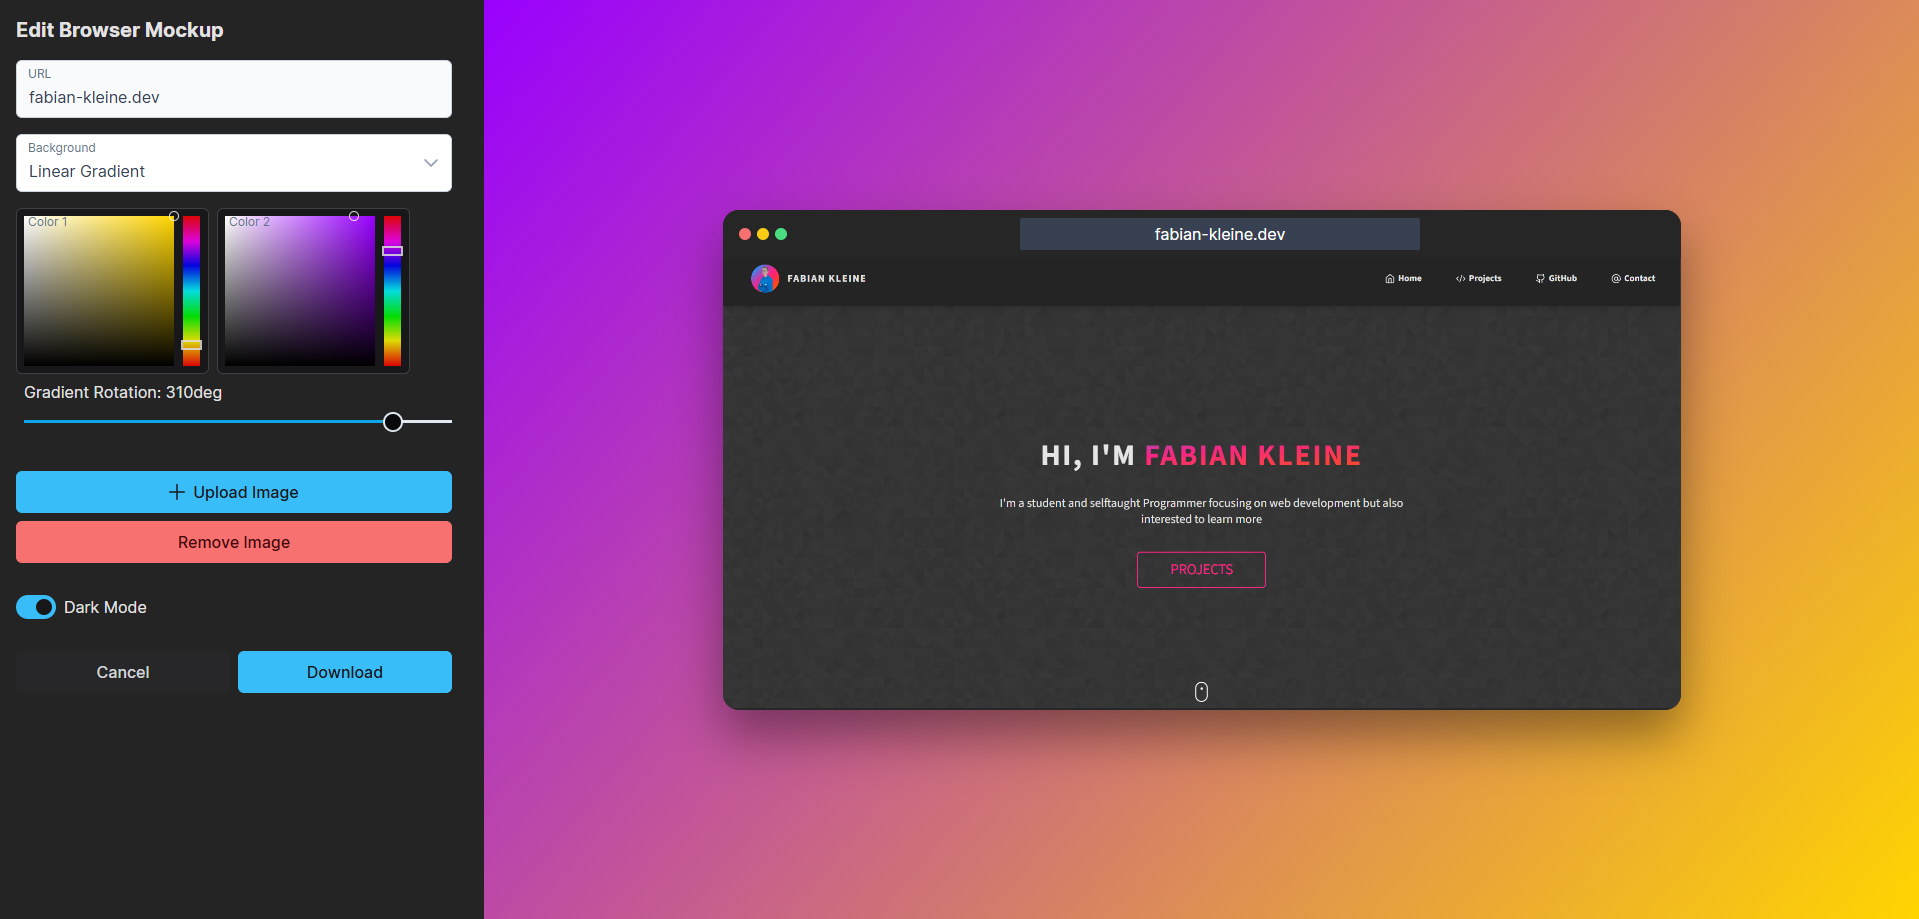 Edit Browser Mockup
URL
fabian-kleine.dev
Background
Linear Gradient
Color 1
Color 2
Gradient Rotation: 310deg
Upload Image
Remove Image
Dark Mode
Cancel
Download
fabian-kleine.dev
FABIAN KLEINE
Home
</> Projects
GitHub
Contact
HI, I'M FABIAN KLEINE
I'm a student and selftaught Programmer focusing on web development but also
interested to learn more
PROJECTS